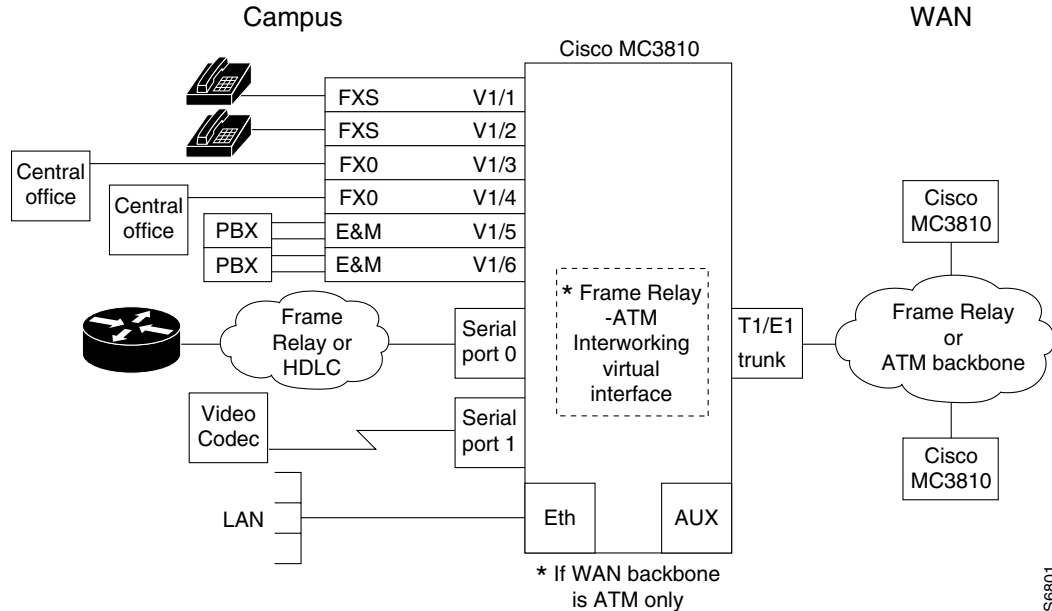 Campus
WAN
Cisco MC3810
FXS V1/1
FXS V1/2
FX0 V1/3
FX0 V1/4
E&M V1/5
E&M V1/6
Central
office
Central
office
PBX
PBX
Frame
Relay or
HDLC
Serial
port 0
Video
Codec
Serial
port 1
LAN
Eth
AUX
* Frame Relay
-ATM
Interworking
virtual
interface
T1/E1
trunk
Cisco
MC3810
Frame Relay
or
ATM backbone
Cisco
MC3810
* If WAN backbone
is ATM only
S6801